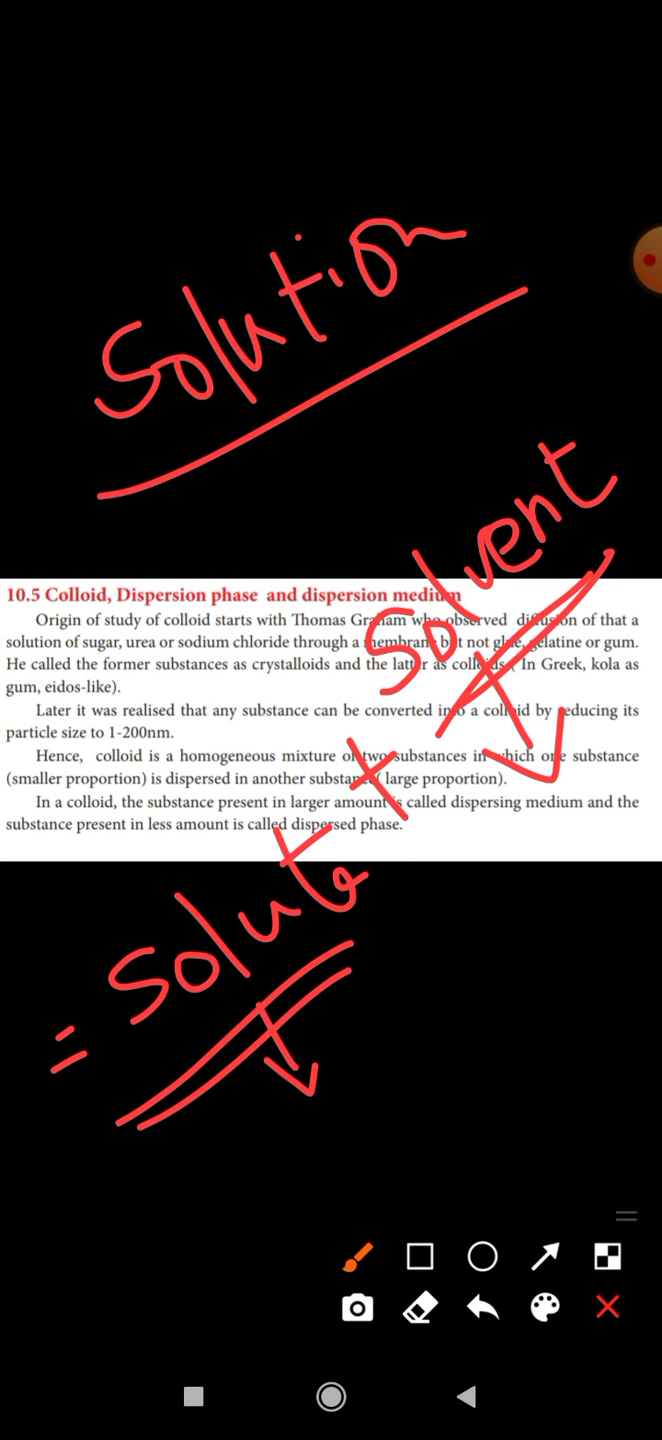 Solution
Solvent
10.5 Colloid, Dispersion phase and dispersion medium
Origin of study of colloid starts with Thomas Graham who observed diffusion of that a
solution of sugar, urea or sodium chloride through a membrane but not glue, gelatine or gum.
He called the former substances as crystalloids and the latter as colloids. (In Greek, kola as
gum, eidos-like).
Later it was realised that any substance can be converted into a colloid by reducing its
particle size to 1-200nm.
Hence, colloid is a homogeneous mixture of two substances in which one substance
(smaller proportion) is dispersed in another substance( large proportion).
In a colloid, the substance present in larger amount is called dispersing medium and the
substance present in less amount is called dispersed phase.
= Solute +